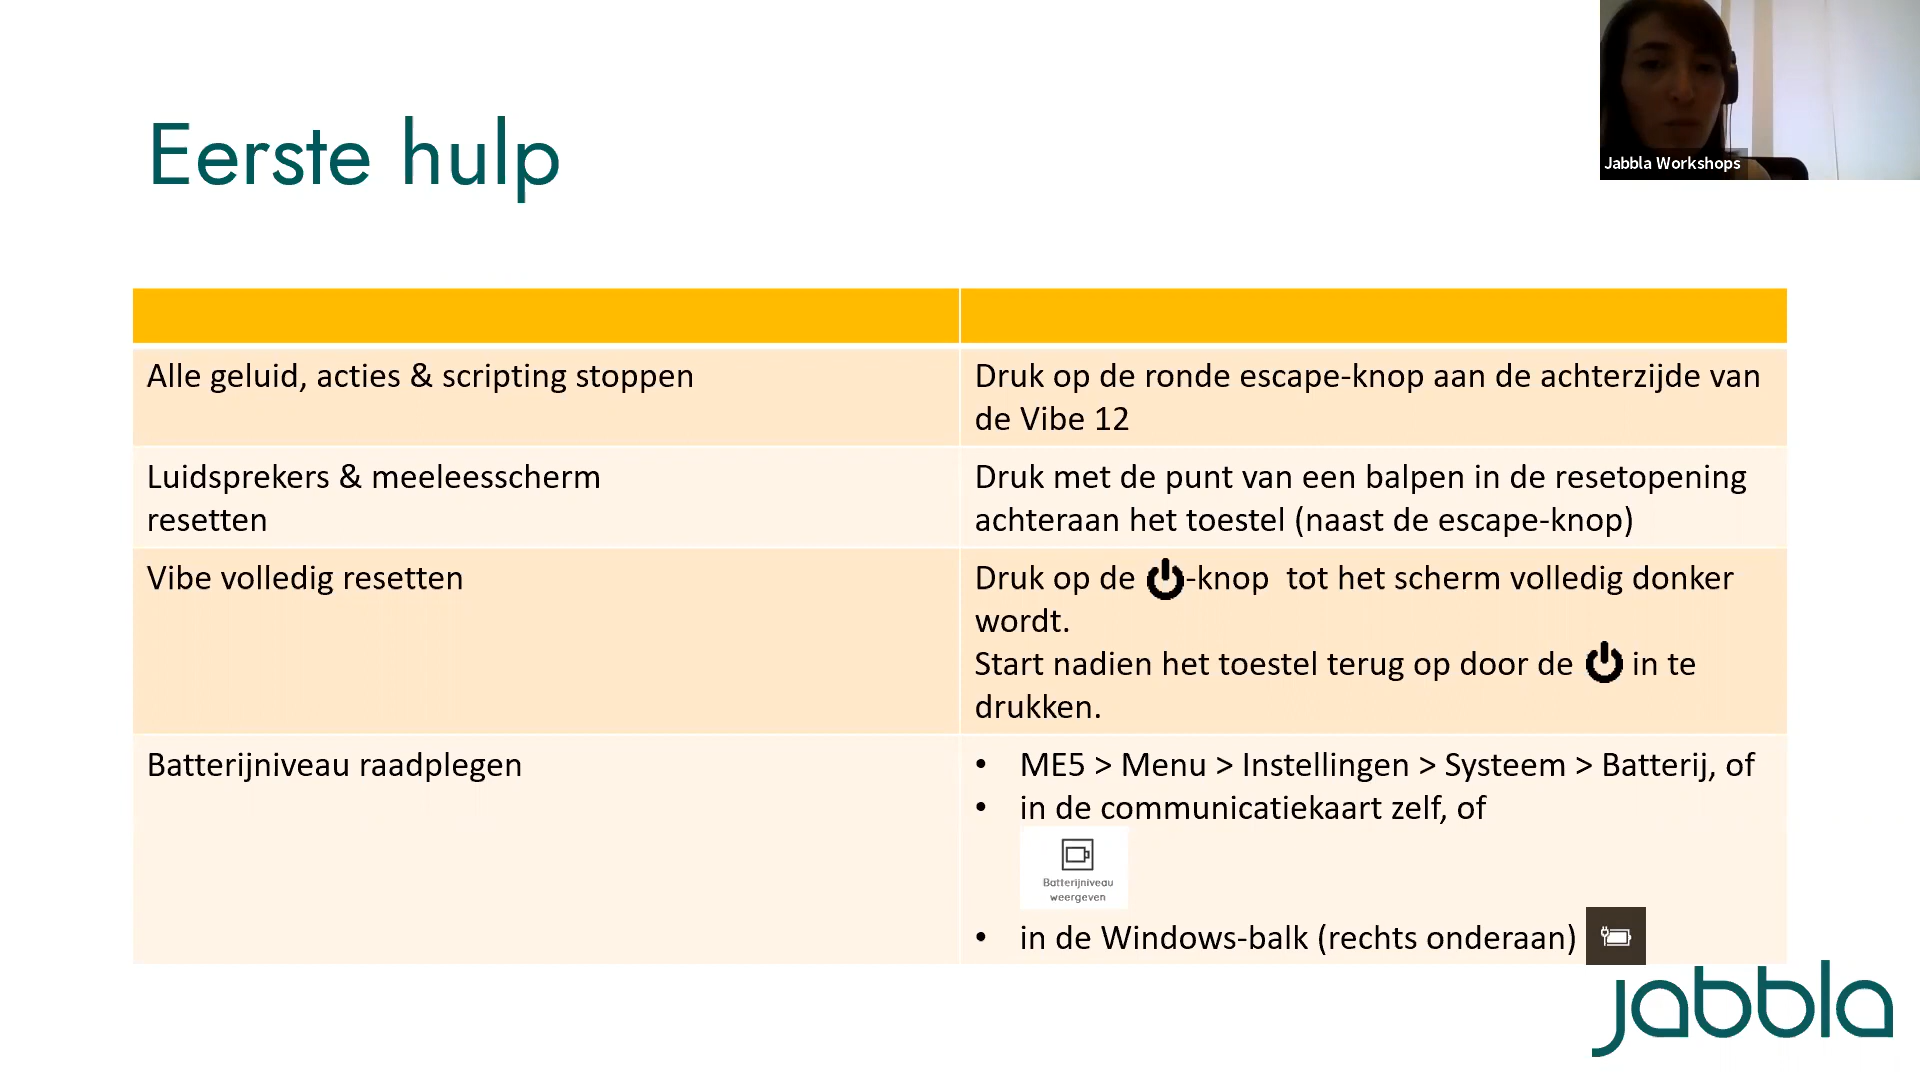 Jabbla Workshops
Eerste hulp
Alle geluid, acties & scripting stoppen
Druk op de ronde escape-knop aan de achterzijde van
de Vibe 12
Luidsprekers & meeleesscherm
resetten
Druk met de punt van een balpen in de resetopening
achteraan het toestel (naast de escape-knop)
Vibe volledig resetten
Druk op de -knop tot het scherm volledig donker
wordt.
Start nadien het toestel terug op door de in te
drukken.
Batterijniveau raadplegen
• ME5 > Menu > Instellingen > Systeem > Batterij, of
• in de communicatiekaart zelf, of
Batterijniveau
weergeven
• in de Windows-balk (rechts onderaan)
jabbla